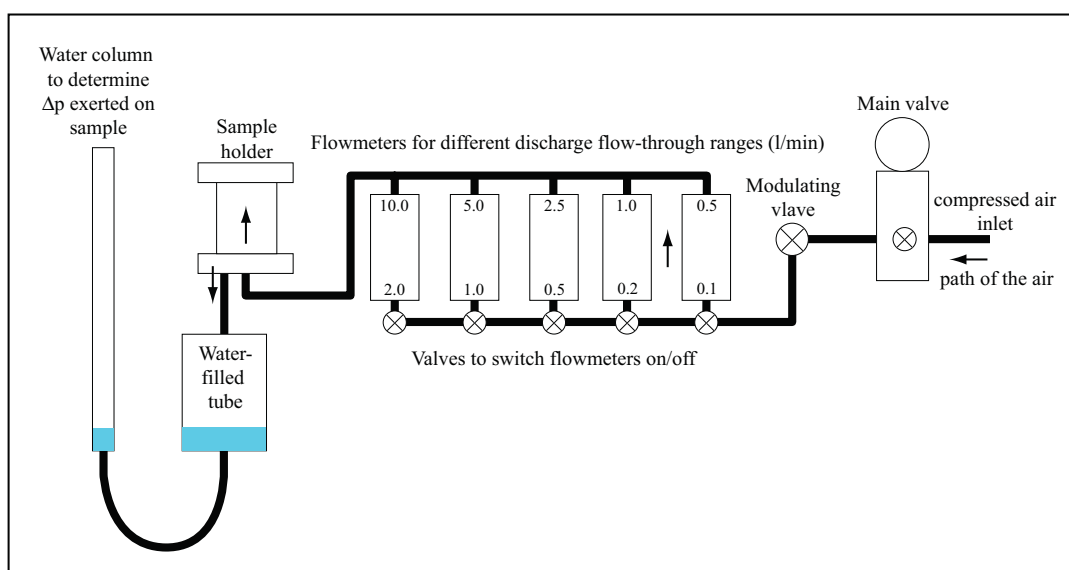 Water column
to determine
Δp exerted on
sample
Sample
holder
Flowmeters for different discharge flow-through ranges (l/min)
Main valve
Modulating
vlave
compressed air
inlet
path of the air
10.0
5.0
2.5
1.0
0.5
2.0
1.0
0.5
0.2
0.1
Water-
filled
tube
Valves to switch flowmeters on/off